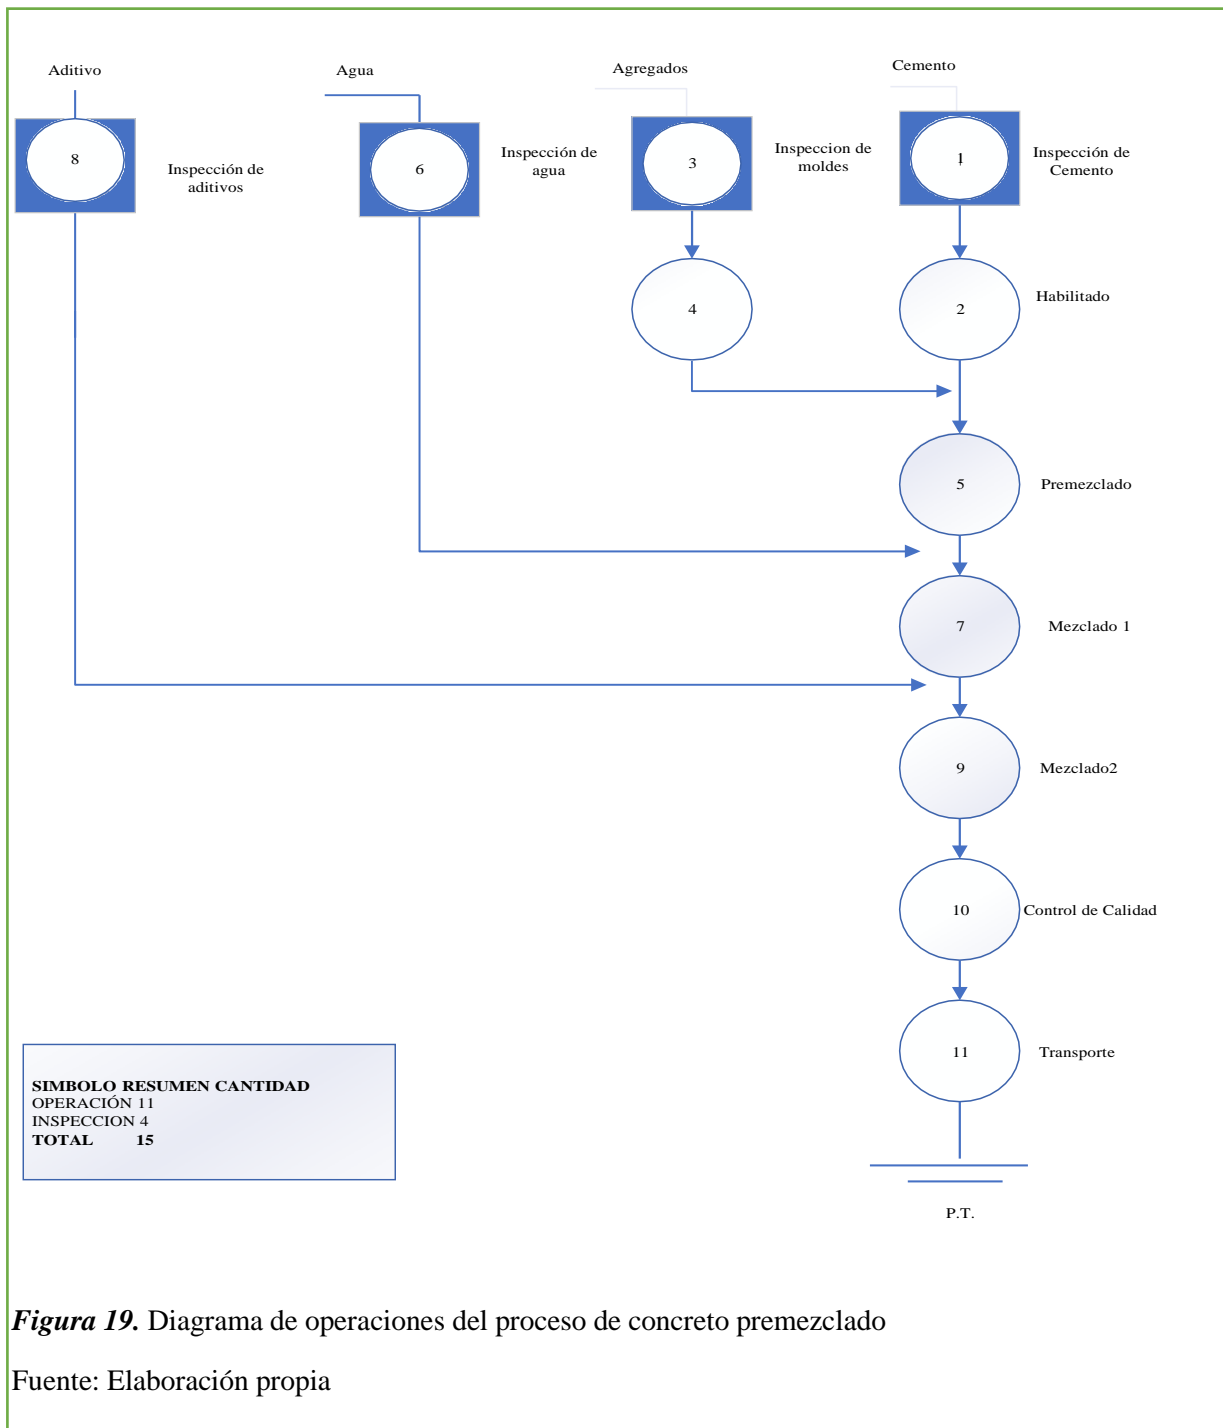 Aditivo
Agua
Agregados
Cemento
8
Inspección de
aditivos
6
Inspección de
agua
3
Inspeccion de
moldes
1
Inspección de
Cemento
4
2
Habilitado
5
Premezclado
7
Mezclado 1
9
Mezclado2
10
Control de Calidad
11
Transporte
SIMBOLO RESUMEN CANTIDAD
OPERACIÓN 11
INSPECCION 4
TOTAL 15
P.T.
Figura 19. Diagrama de operaciones del proceso de concreto premezclado
Fuente: Elaboración propia